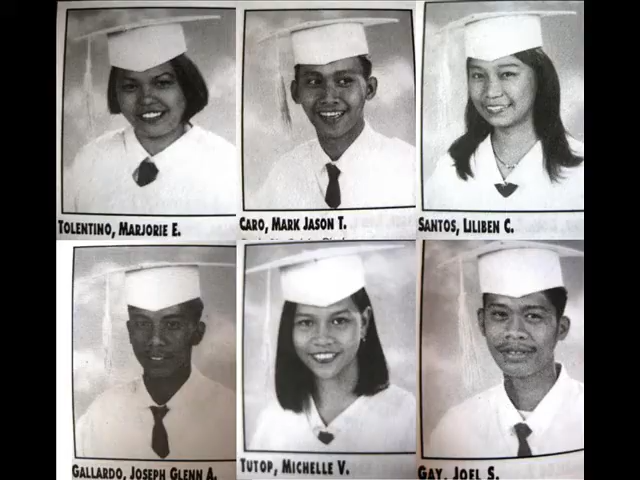 TOLENTINO, MARJORIE E.
CARO, MARK JASON T.
SANTOS, LILIBEN C.
GALLARDO, JOSEPH GLENN A.
TUTOP, MICHELLE V.
GAY, JOEL S.